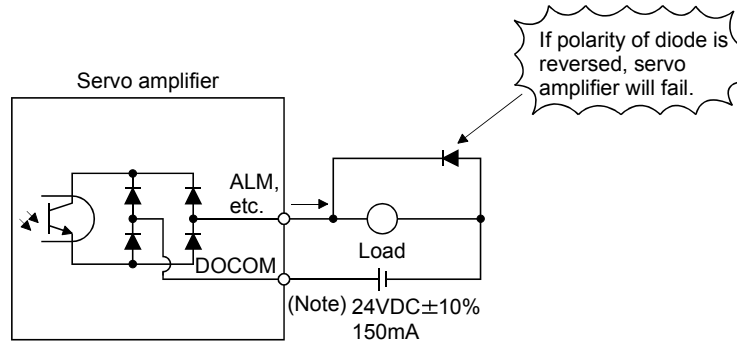 If polarity of diode is
reversed, servo
amplifier will fail.
Servo amplifier
ALM,
etc.
Load
DOCOM
(Note) 24VDC±10%
150mA